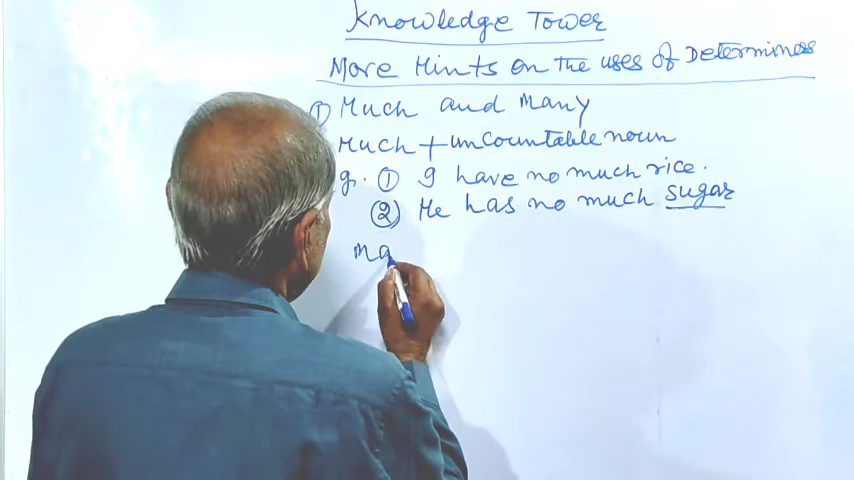 Knowledge Tower
More Hints on the uses of Determiners
① Much and Many
Much + uncountable noun
g. ① I have no much rice.
② He has no much sugar
Ma